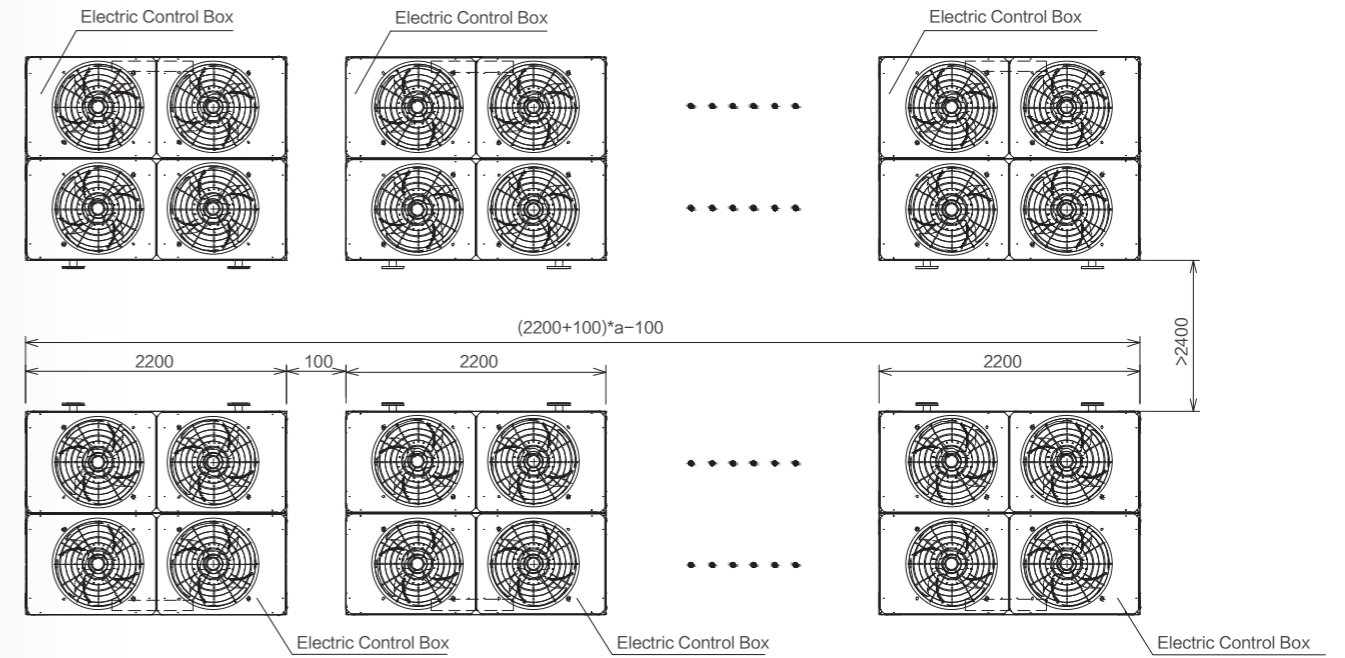 Electric Control Box
Electric Control Box
Electric Control Box
(2200+100)*a−100
>2400
2200
100
2200
2200
Electric Control Box
Electric Control Box
Electric Control Box